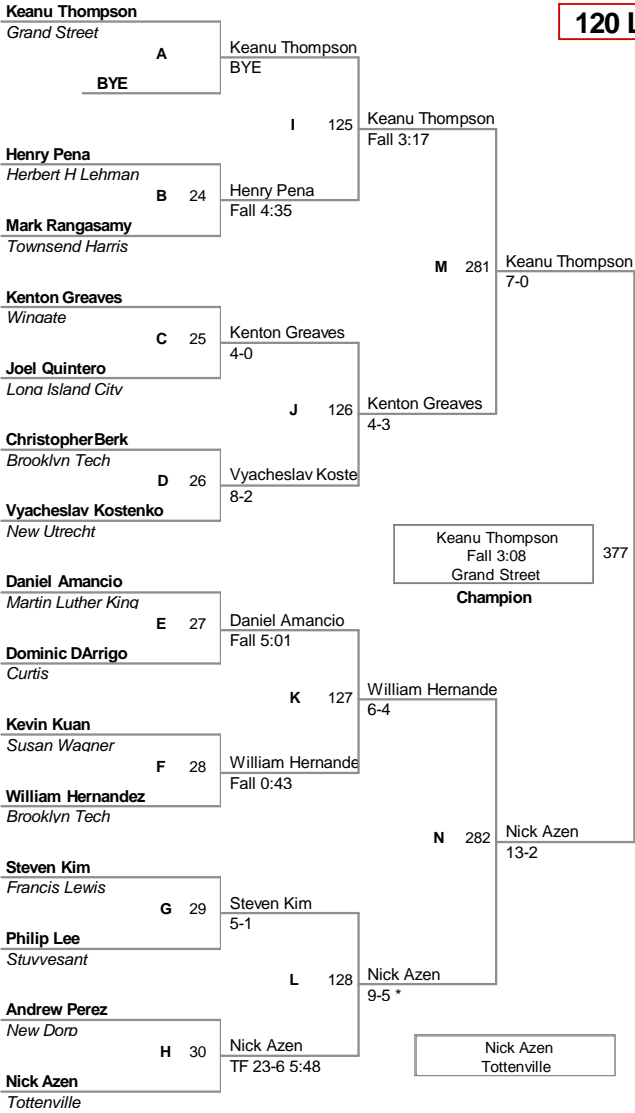 Keanu Thompson
120 L
Grand Street
A
Keanu Thompson
BYE
BYE
I 125
Keanu Thompson
Fall 3:17
Henry Pena
Herbert H Lehman
B 24
Henry Pena
Fall 4:35
Mark Rangasamy
Townsend Harris
M 281
Keanu Thompson
7-0
Kenton Greaves
Wingate
C 25
Kenton Greaves
4-0
Joel Quintero
Long Island City
J 126
Kenton Greaves
4-3
ChristopherBerk
Brooklyn Tech
D 26
Vyacheslav Koste
8-2
Vyacheslav Kostenko
New Utrecht
Keanu Thompson
Fall 3:08
Grand Street
377
Champion
Daniel Amancio
Martin Luther King
E 27
Daniel Amancio
Fall 5:01
Dominic DArrigo
Curtis
K 127
William Hernande
6-4
Kevin Kuan
Susan Wagner
F 28
William Hernande
Fall 0:43
William Hernandez
Brooklyn Tech
N 282
Nick Azen
13-2
Steven Kim
Francis Lewis
G 29
Steven Kim
5-1
Philip Lee
Stuyvesant
L 128
Nick Azen
9-5 *
Andrew Perez
New Dorp
H 30
Nick Azen
TF 23-6 5:48
Nick Azen
Tottenville
Nick Azen
Tottenville